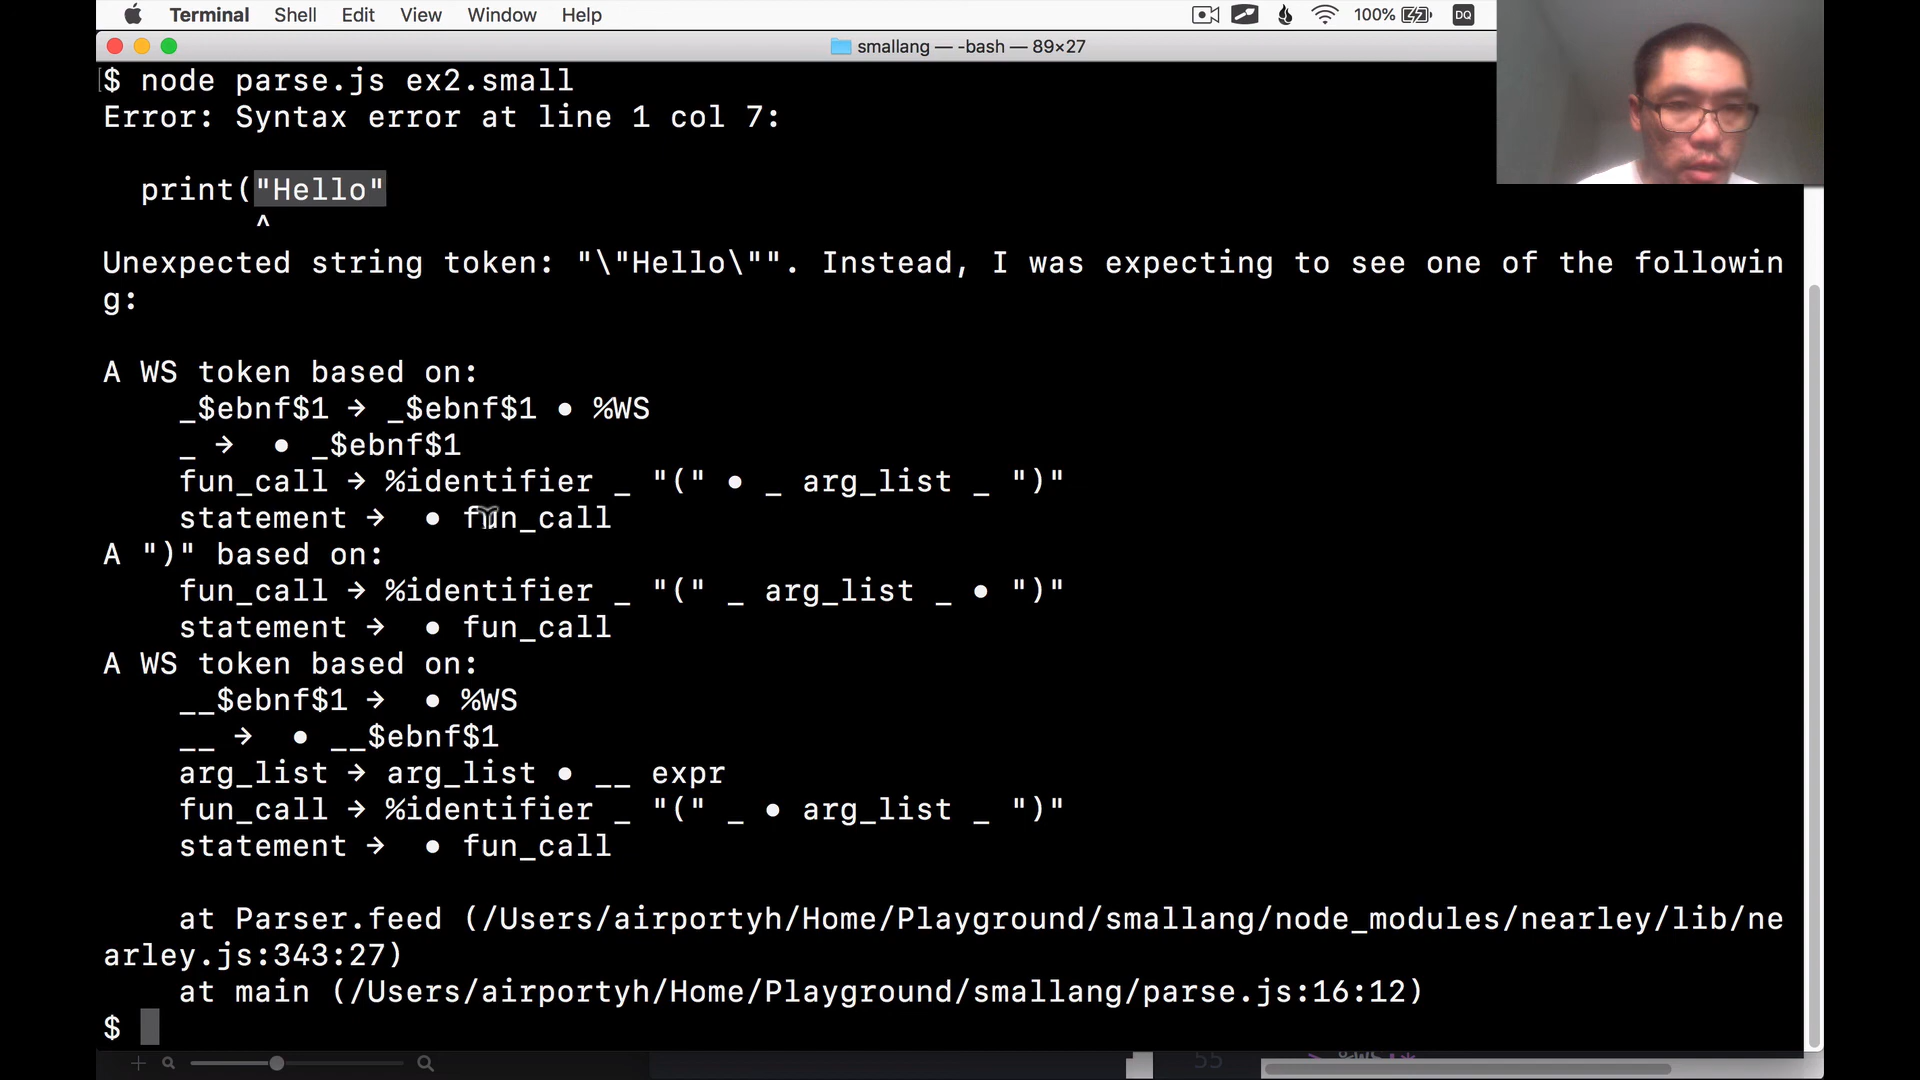 Terminal Shell Edit View Window Help 100% DQ
smallang — -bash — 89×27
$ node parse.js ex2.small
Error: Syntax error at line 1 col 7:
print("Hello"
^
Unexpected string token: "\"Hello\"". Instead, I was expecting to see one of the followin
g:
A WS token based on:
_$ebnf$1 → _$ebnf$1 ● %WS
_ → ● _$ebnf$1
fun_call → %identifier _ "(" ● _ arg_list _ ")"
statement → ● fun_call
A ")" based on:
fun_call → %identifier _ "(" _ arg_list _ ● ")"
statement → ● fun_call
A WS token based on:
__$ebnf$1 → ● %WS
__ → ● __$ebnf$1
arg_list → arg_list ● __ expr
fun_call → %identifier _ "(" _ ● arg_list _ ")"
statement → ● fun_call
at Parser.feed (/Users/airportyh/Home/Playground/smallang/node_modules/nearley/lib/ne
arley.js:343:27)
at main (/Users/airportyh/Home/Playground/smallang/parse.js:16:12)
$
55